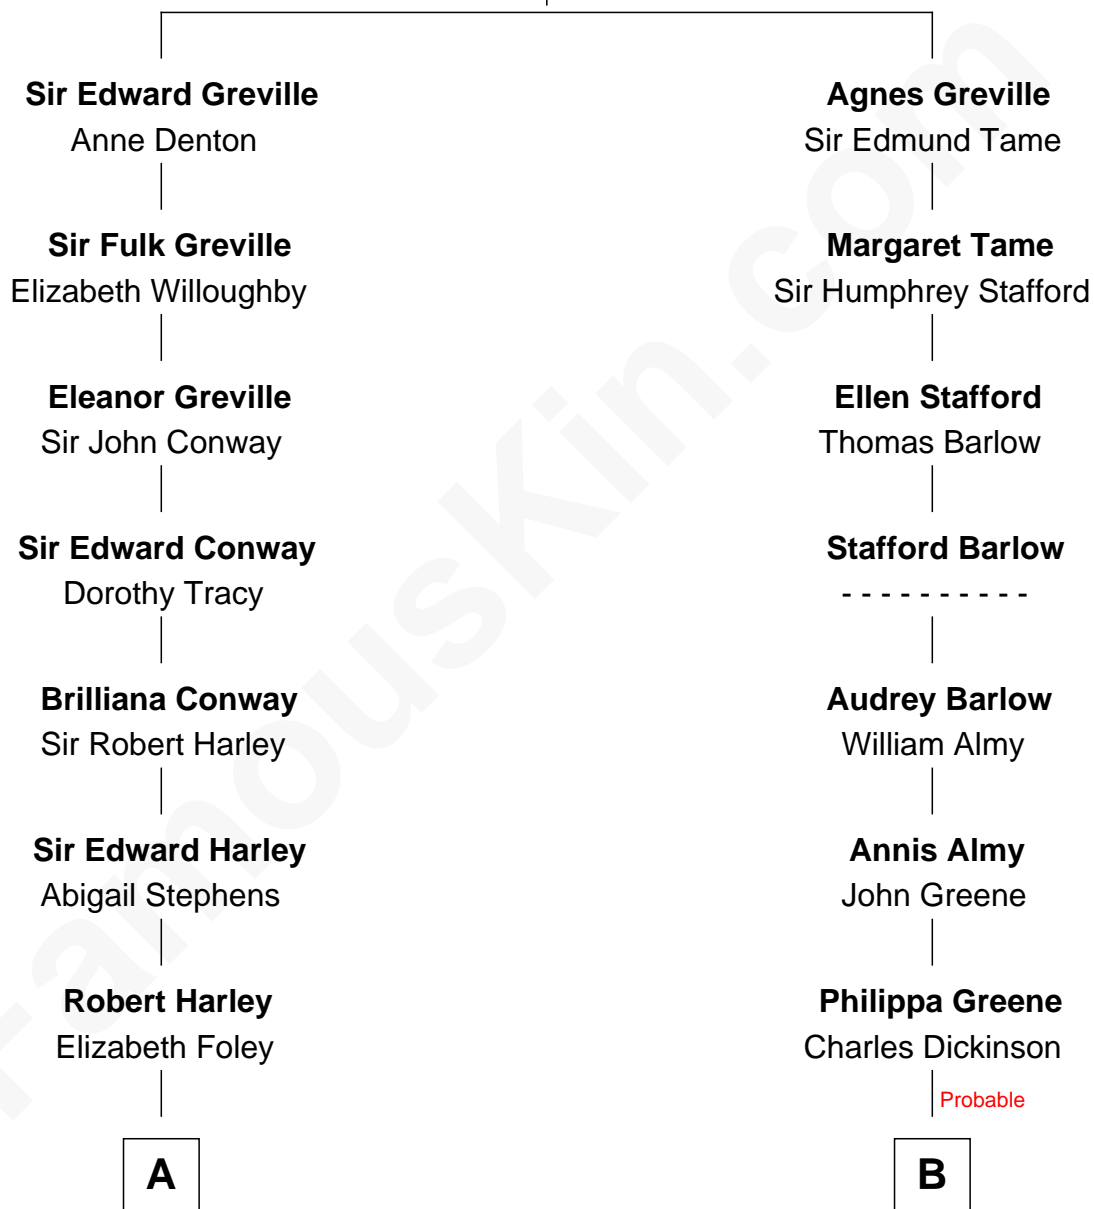 Sir Edward Greville
Anne Denton
Sir Fulk Greville
Elizabeth Willoughby
Eleanor Greville
Sir John Conway
Sir Edward Conway
Dorothy Tracy
Brilliana Conway
Sir Robert Harley
Sir Edward Harley
Abigail Stephens
Robert Harley
Elizabeth Foley
A
Agnes Greville
Sir Edmund Tame
Margaret Tame
Sir Humphrey Stafford
Ellen Stafford
Thomas Barlow
Stafford Barlow
- - - - - - - - - -
Audrey Barlow
William Almy
Annis Almy
John Greene
Philippa Greene
Charles Dickinson
Probable
B
FamousKin.com